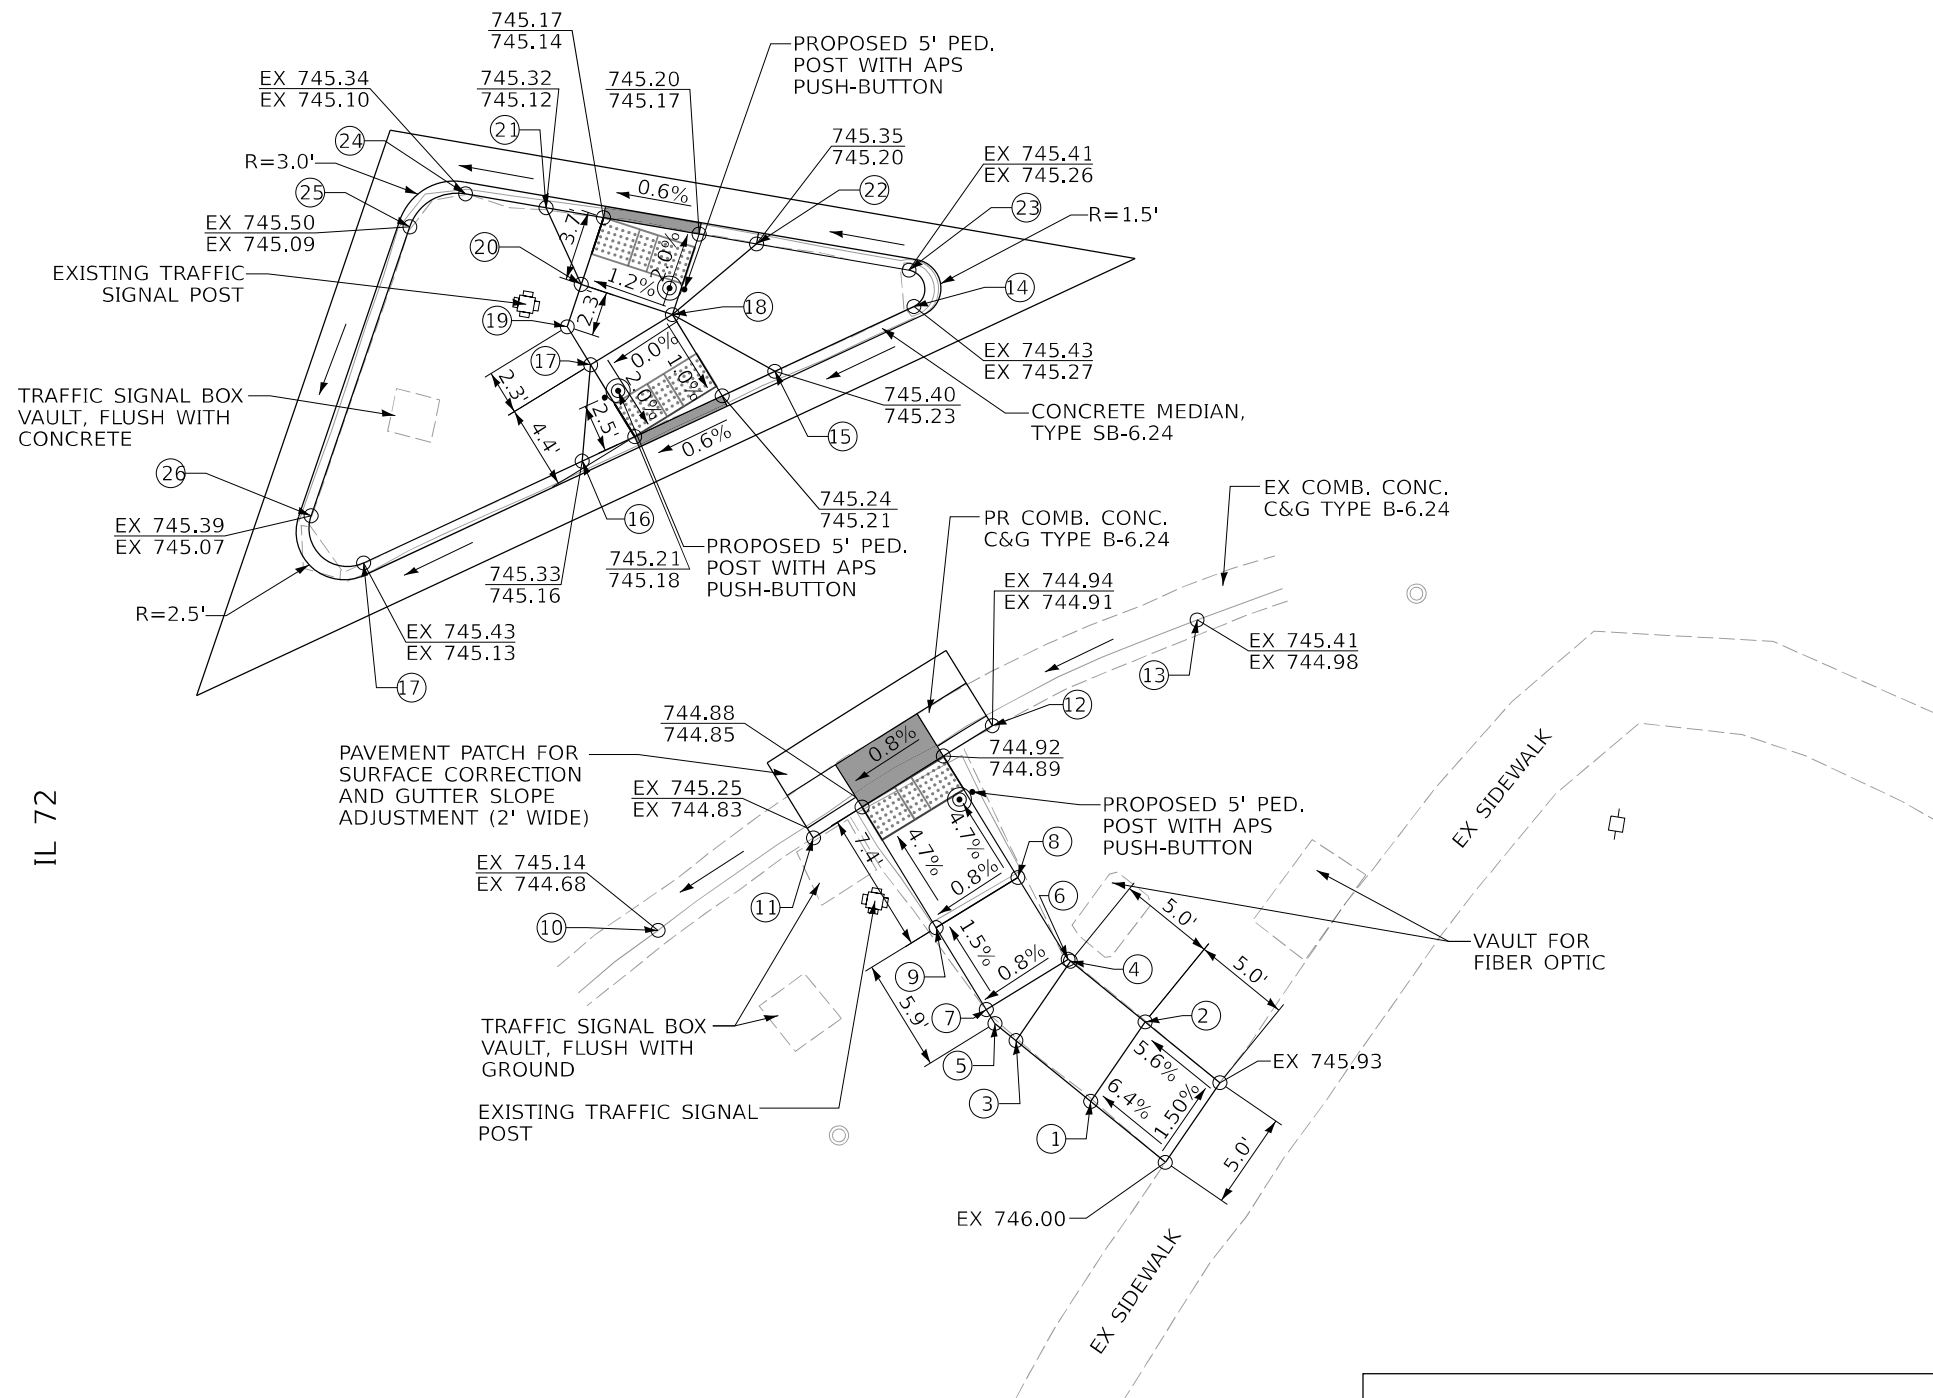 745.17
745.14
PROPOSED 5' PED.
POST WITH APS
PUSH-BUTTON
EX 745.34
EX 745.10
745.32
745.12
745.20
745.17
24
21
R=3.0'
25
745.35
745.20
EX 745.41
EX 745.26
0.6%
22
23
R=1.5'
EX 745.50
EX 745.09
3.7'
2.0%
20
1.2%
EXISTING TRAFFIC
SIGNAL POST
2.3'
18
14
19
17
0.0%
1.0%
2.0%
EX 745.43
EX 745.27
2.3'
TRAFFIC SIGNAL BOX
VAULT, FLUSH WITH
CONCRETE
745.40
745.23
CONCRETE MEDIAN,
TYPE SB-6.24
4.4'
2.5'
0.6%
15
26
16
745.24
745.21
EX 745.39
EX 745.07
PR COMB. CONC.
C&G TYPE B-6.24
EX COMB. CONC.
C&G TYPE B-6.24
745.33
745.16
745.21
745.18
PROPOSED 5' PED.
POST WITH APS
PUSH-BUTTON
R=2.5'
EX 744.94
EX 744.91
EX 745.43
EX 745.13
17
EX 745.41
EX 744.98
13
12
744.88
744.85
0.8%
744.92
744.89
PAVEMENT PATCH FOR
SURFACE CORRECTION
AND GUTTER SLOPE
ADJUSTMENT (2' WIDE)
IL 72
EX 745.25
EX 744.83
PROPOSED 5' PED.
POST WITH APS
PUSH-BUTTON
EX SIDEWALK
7.4'
4.7%
4.7%
0.8%
8
EX 745.14
EX 744.68
6
11
10
5.0'
VAULT FOR
FIBER OPTIC
1.5%
0.8%
9
4
5.0'
5.9'
7
2
TRAFFIC SIGNAL BOX
VAULT, FLUSH WITH
GROUND
5
5.6%
EX 745.93
6.4%
1.50%
3
1
EXISTING TRAFFIC SIGNAL
POST
5.0'
EX 746.00
EX SIDEWALK